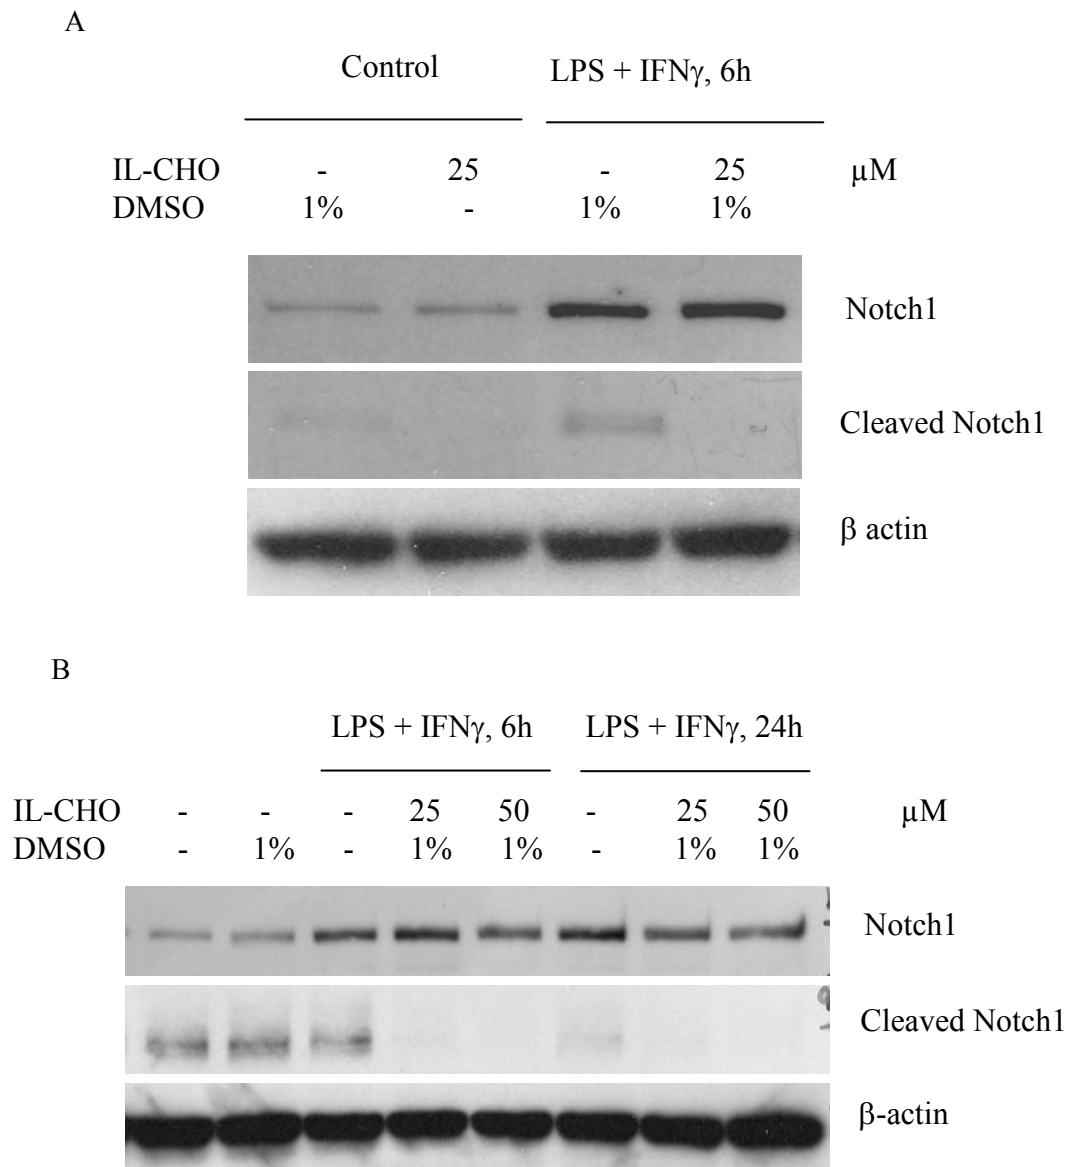 A
Control LPS + IFNγ, 6h
IL-CHO - 25 - 25 µM
DMSO 1% - 1% 1%
Notch1
Cleaved Notch1
β actin
B
LPS + IFNγ, 6h LPS + IFNγ, 24h
IL-CHO - - - 25 50 - 25 50 µM
DMSO - 1% - 1% 1% - 1% 1%
Notch1
Cleaved Notch1
β-actin